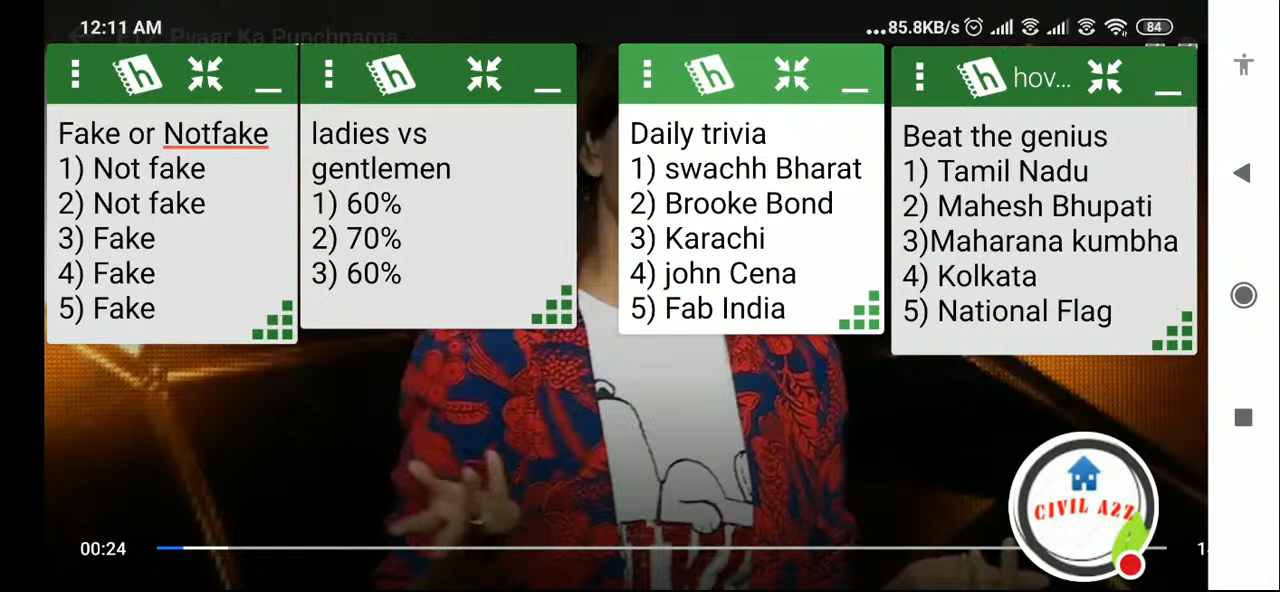 12:11 AM
...85.8KB/s
84
Pyaar Ka Punchnama
h
h
h
h
hov...
Fake or Notfake
1) Not fake
2) Not fake
3) Fake
4) Fake
5) Fake
ladies vs
gentlemen
1) 60%
2) 70%
3) 60%
Daily trivia
1) swachh Bharat
2) Brooke Bond
3) Karachi
4) john Cena
5) Fab India
Beat the genius
1) Tamil Nadu
2) Mahesh Bhupati
3)Maharana kumbha
4) Kolkata
5) National Flag
CIVIL A2Z
00:24